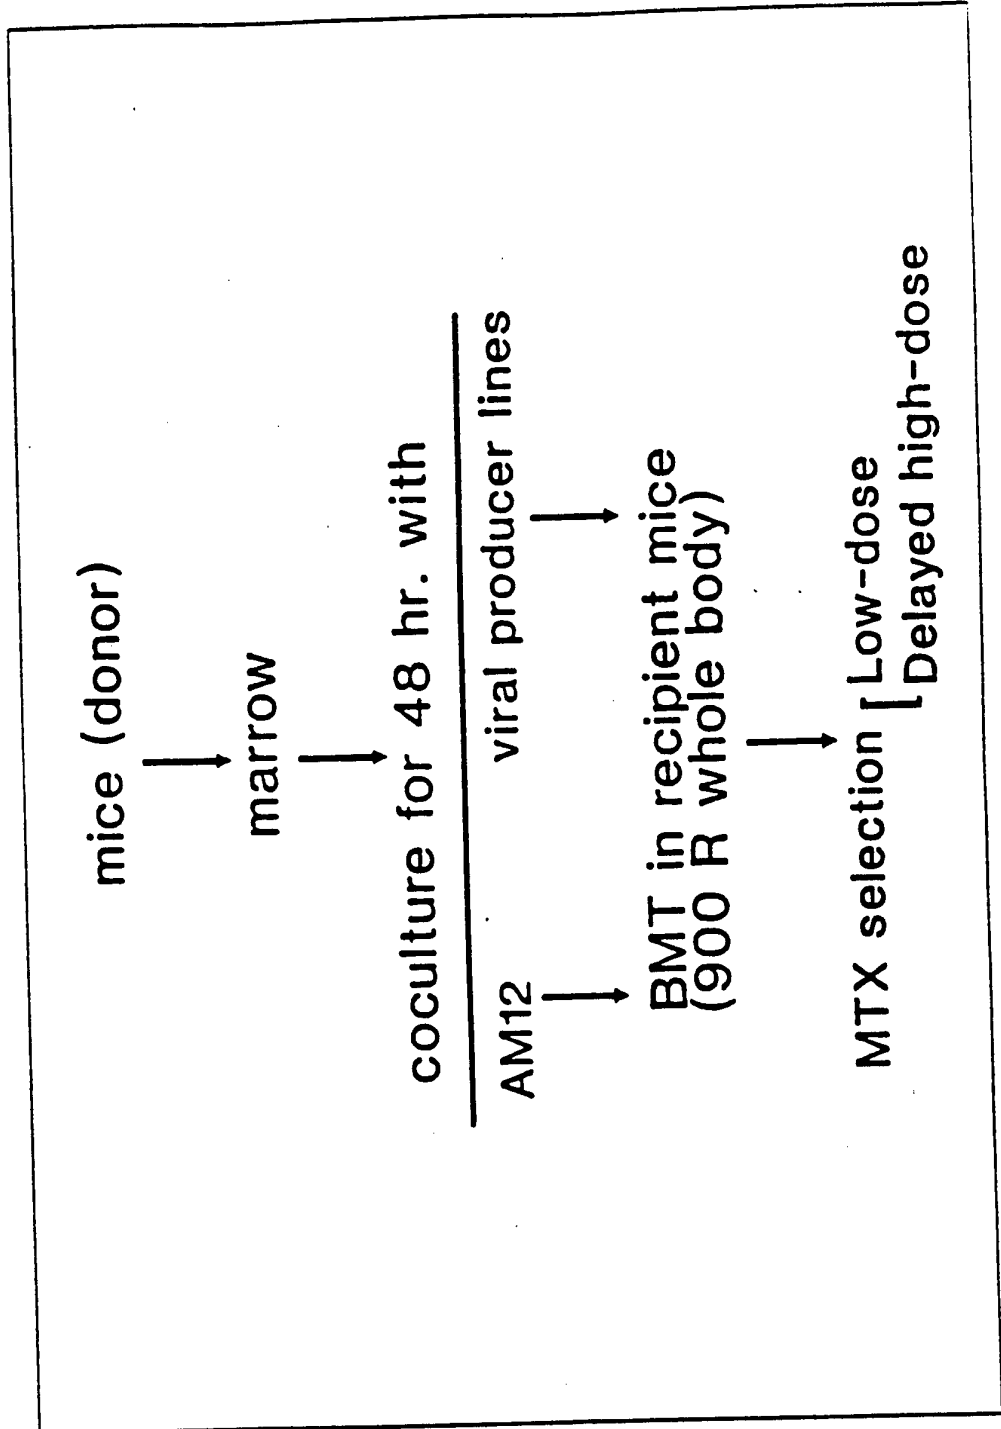 mice (donor)
marrow
coculture for 48 hr. with
AM12 viral producer lines
BMT in recipient mice
(900 R whole body)
MTX selection [Low-dose
Delayed high-dose